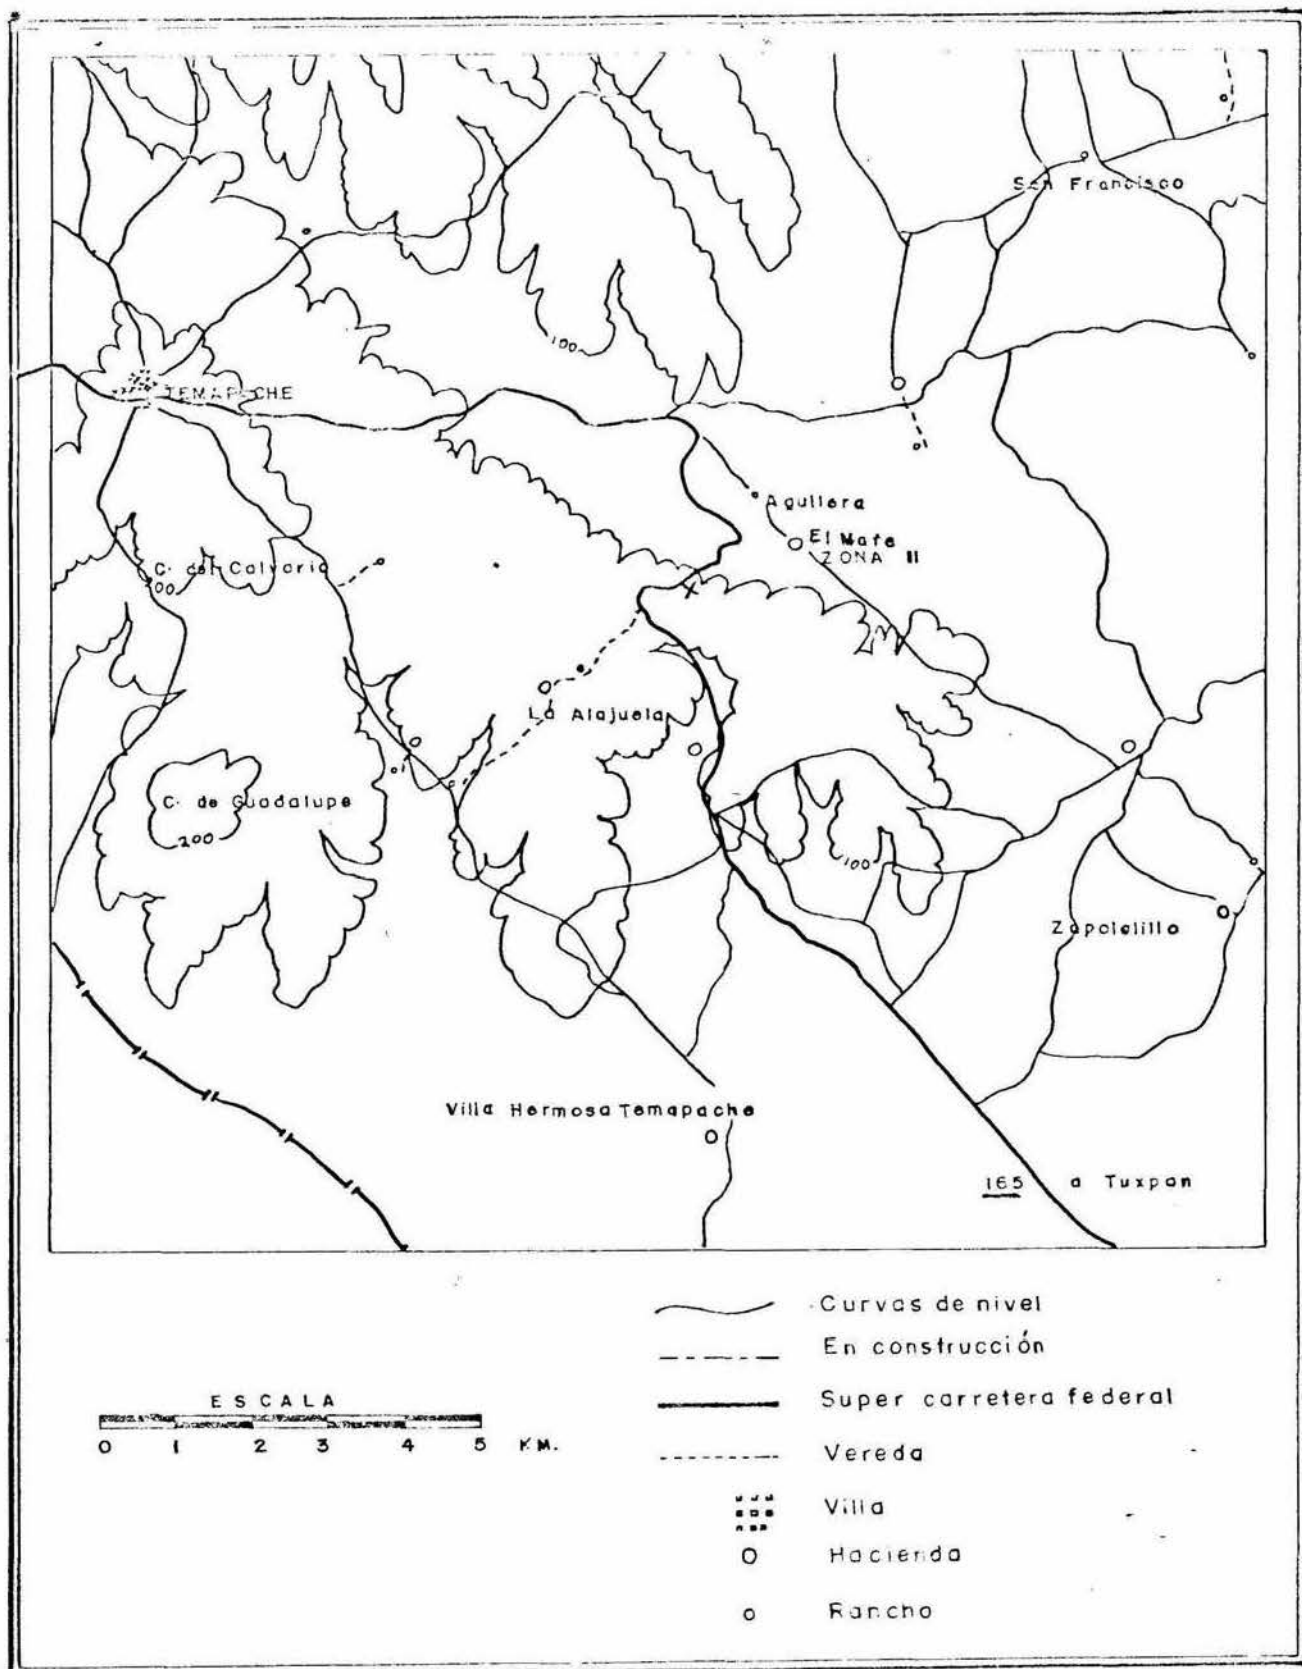 San Francisco
100
TEMAPACHE
Aguilera
El Mate
ZONA II
C. del Calvario
100
La Alajuela
C. de Guadalupe
200
100
Zapotalillo
Villa Hermosa Temapache
165 a Tuxpan
Curvas de nivel
En construcción
ESCALA
Super carretera federal
0 1 2 3 4 5 KM.
Vereda
Villa
Hacienda
Rancho